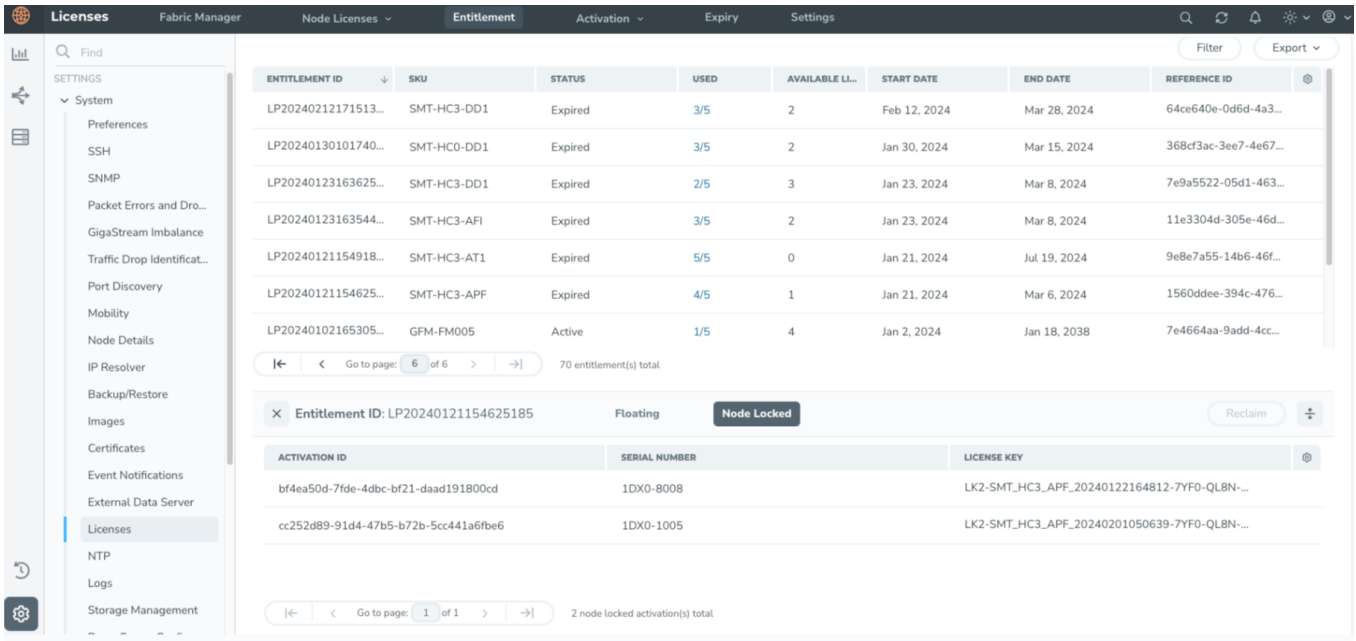 Licenses Fabric Manager Node Licenses Entitlement Activation Expiry Settings
Find
Filter Export
SETTINGS
System
Preferences
SSH
SNMP
Packet Errors and Dro...
GigaStream Imbalance
Traffic Drop Identificat...
Port Discovery
Mobility
Node Details
IP Resolver
Backup/Restore
Images
Certificates
Event Notifications
External Data Server
Licenses
NTP
Logs
Storage Management
ENTITLEMENT ID SKU STATUS USED AVAILABLE LI... START DATE END DATE REFERENCE ID
LP20240212171513... SMT-HC3-DD1 Expired 3/5 2 Feb 12, 2024 Mar 28, 2024 64ce640e-0d6d-4a3...
LP20240130101740... SMT-HC0-DD1 Expired 3/5 2 Jan 30, 2024 Mar 15, 2024 368cf3ac-3ee7-4e67...
LP20240123163625... SMT-HC3-DD1 Expired 2/5 3 Jan 23, 2024 Mar 8, 2024 7e9a5522-05d1-463...
LP20240123163544... SMT-HC3-AFI Expired 3/5 2 Jan 23, 2024 Mar 8, 2024 11e3304d-305e-46d...
LP20240121154918... SMT-HC3-AT1 Expired 5/5 0 Jan 21, 2024 Jul 19, 2024 9e8e7a55-14b6-46f...
LP20240121154625... SMT-HC3-APF Expired 4/5 1 Jan 21, 2024 Mar 6, 2024 1560ddee-394c-476...
LP20240102165305... GFM-FM005 Active 1/5 4 Jan 2, 2024 Jan 18, 2038 7e4664aa-9add-4cc...
Go to page: 6 of 6 70 entitlement(s) total
Entitlement ID: LP20240121154625185 Floating Node Locked Reclaim
ACTIVATION ID SERIAL NUMBER LICENSE KEY
bf4ea50d-7fde-4dbc-bf21-daad191800cd 1DX0-8008 LK2-SMT_HC3_APF_20240122164812-7YF0-QL8N-...
cc252d89-91d4-47b5-b72b-5cc441a6fbe6 1DX0-1005 LK2-SMT_HC3_APF_20240201050639-7YF0-QL8N-...
Go to page: 1 of 1 2 node locked activation(s) total